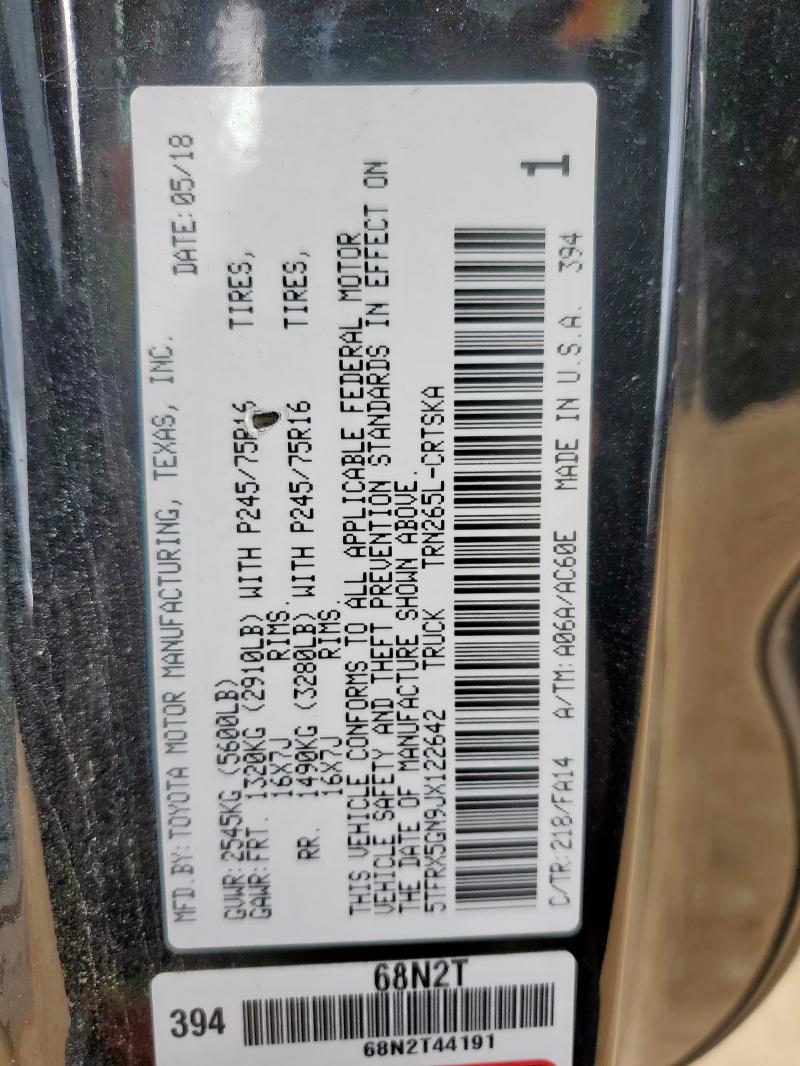 MFD.BY:TOYOTA MOTOR MANUFACTURING, TEXAS, INC.
DATE:05/18
GVWR:2545KG (5600LB)
GAWR:FRT. 1320KG (2910LB) WITH P245/75R16 TIRES,
16X7J RIMS.
RR. 1490KG (3280LB) WITH P245/75R16 TIRES,
16X7J RIMS.
THIS VEHICLE CONFORMS TO ALL APPLICABLE FEDERAL MOTOR
VEHICLE SAFETY AND THEFT PREVENTION STANDARDS IN EFFECT ON
THE DATE OF MANUFACTURE SHOWN ABOVE.
5TFRX5GN9JX122642 TRUCK TRN265L-CRTSKA
C/TR:218/FA14 A/TM:A06A/AC60E MADE IN U.S.A. 394
1
68N2T
394
68N2T44191